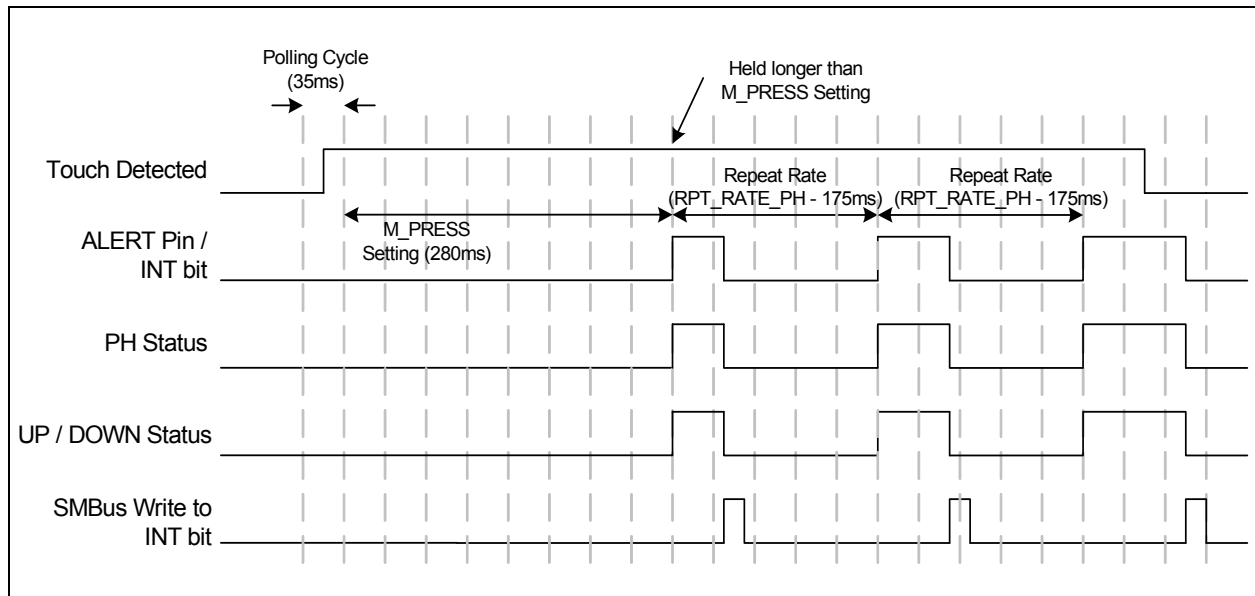 Polling Cycle
(35ms)
Held longer than
M_PRESS Setting
Touch Detected
Repeat Rate
(RPT_RATE_PH - 175ms)
Repeat Rate
(RPT_RATE_PH - 175ms)
M_PRESS
Setting (280ms)
ALERT Pin /
INT bit
PH Status
UP / DOWN Status
SMBus Write to
INT bit